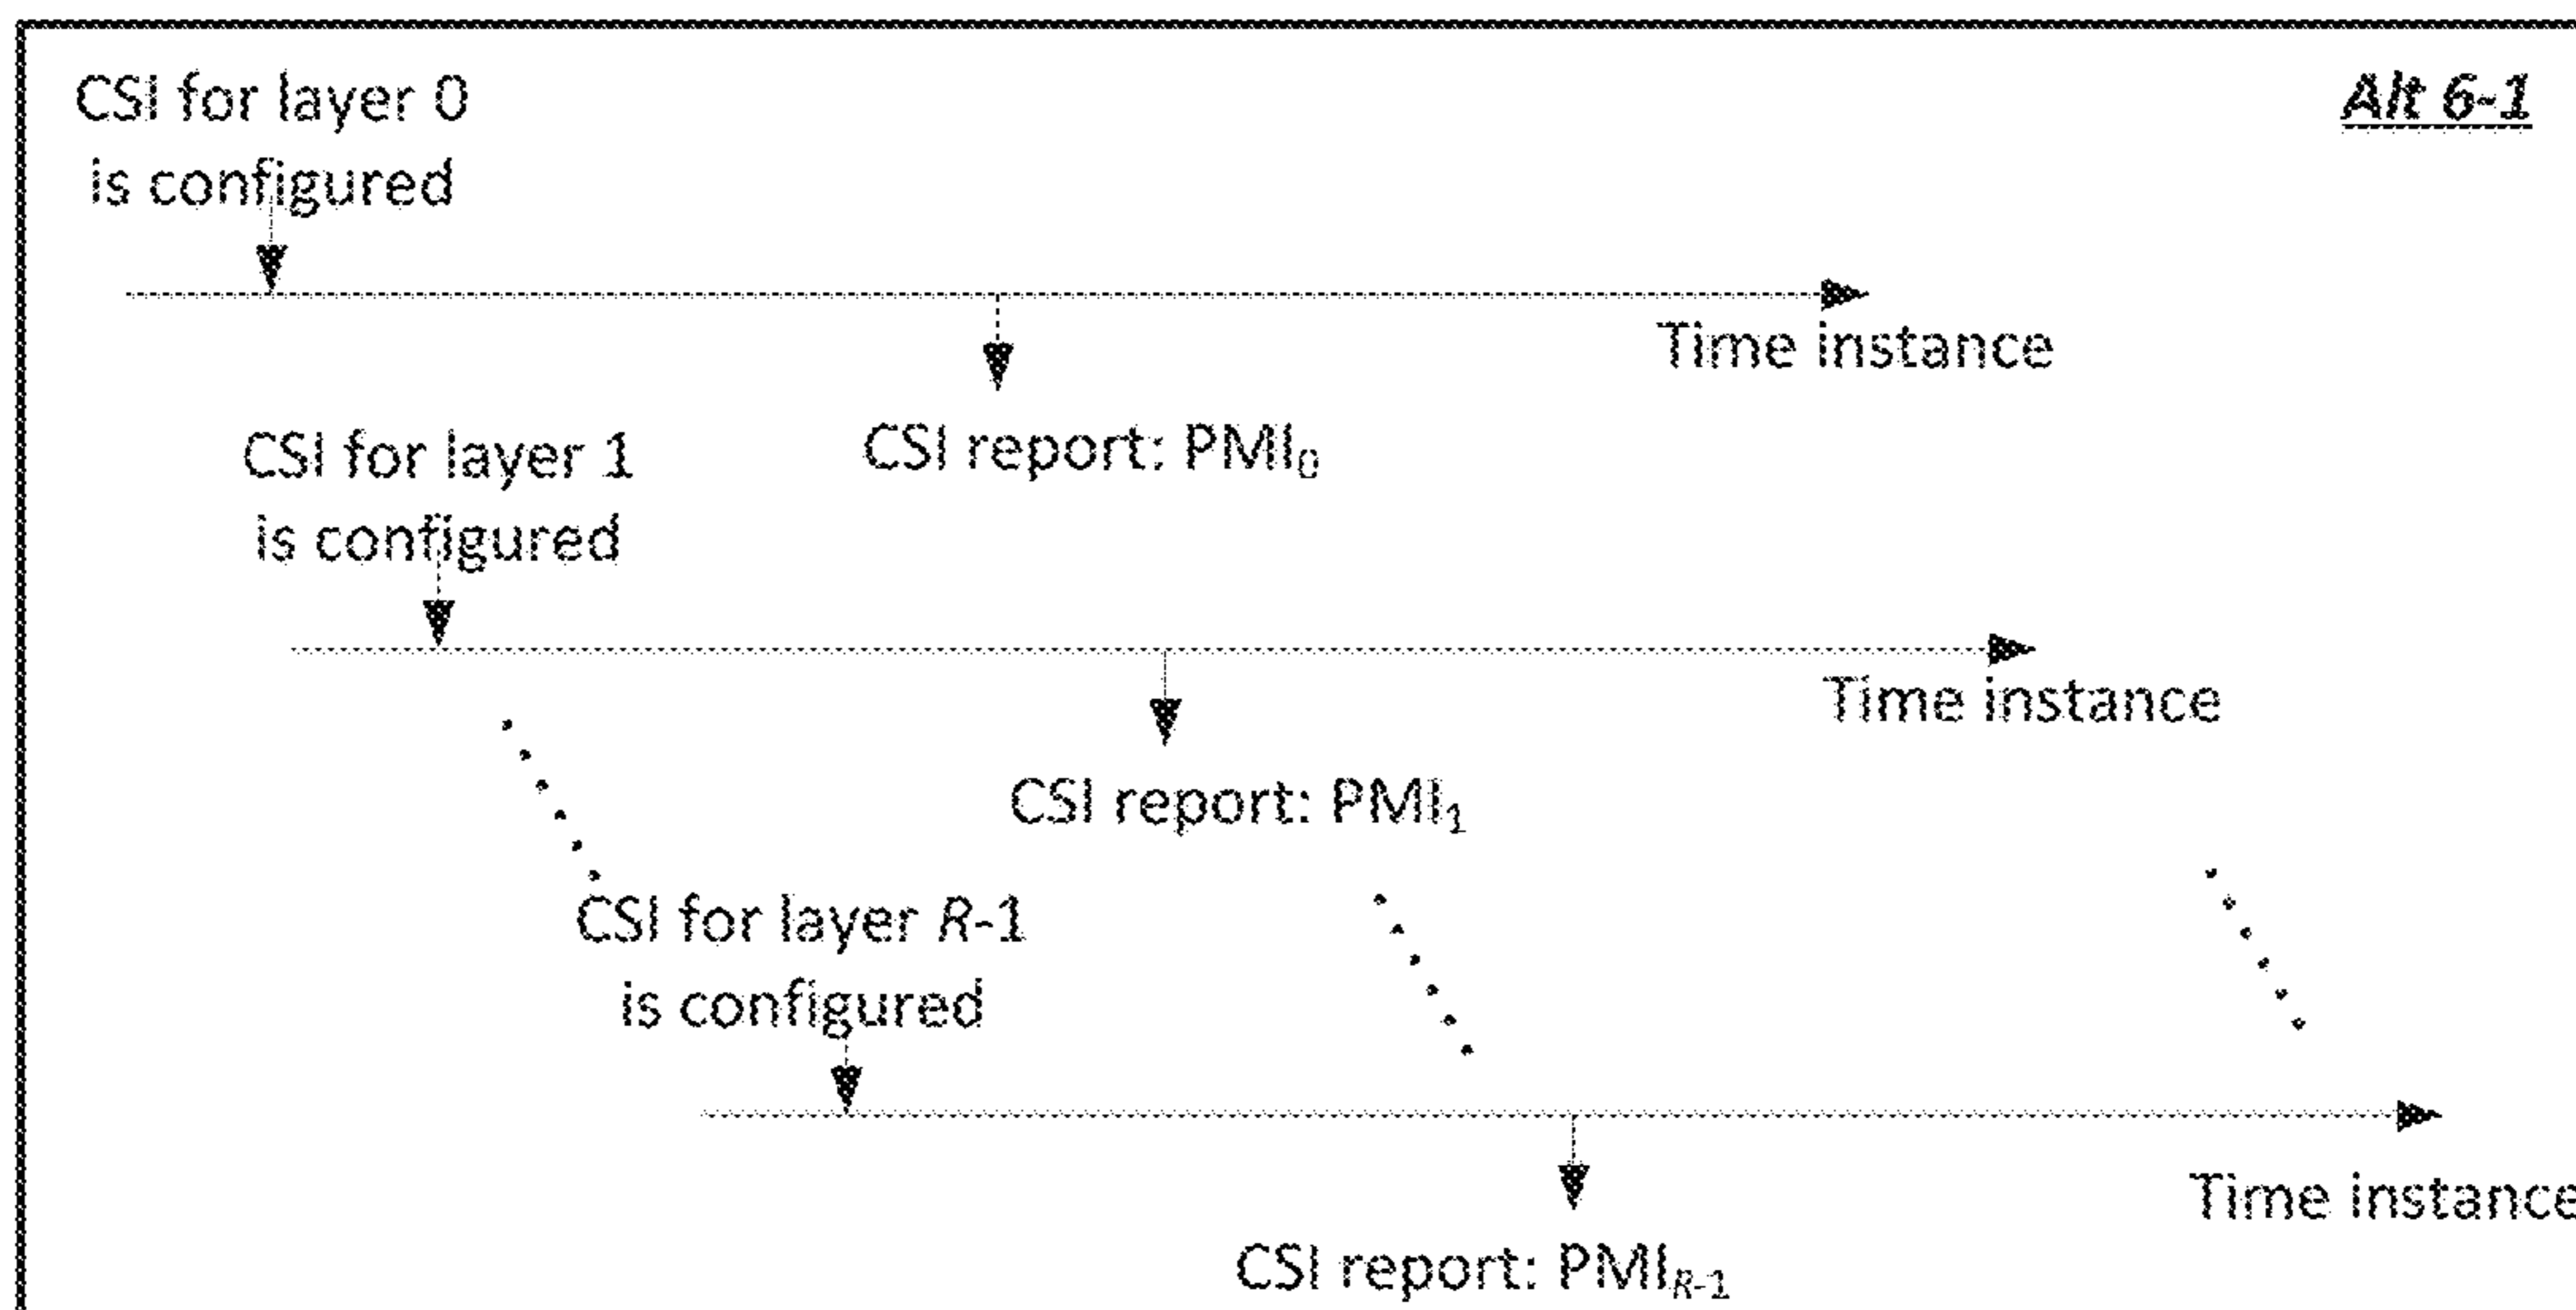 CSI for layer 0
is configured
Alt 6-1
Time instance
CSI report: PMI₀
CSI for layer 1
is configured
Time instance
CSI report: PMI₁
CSI for layer R-1
is configured
Time instance
CSI report: PMI_R-1